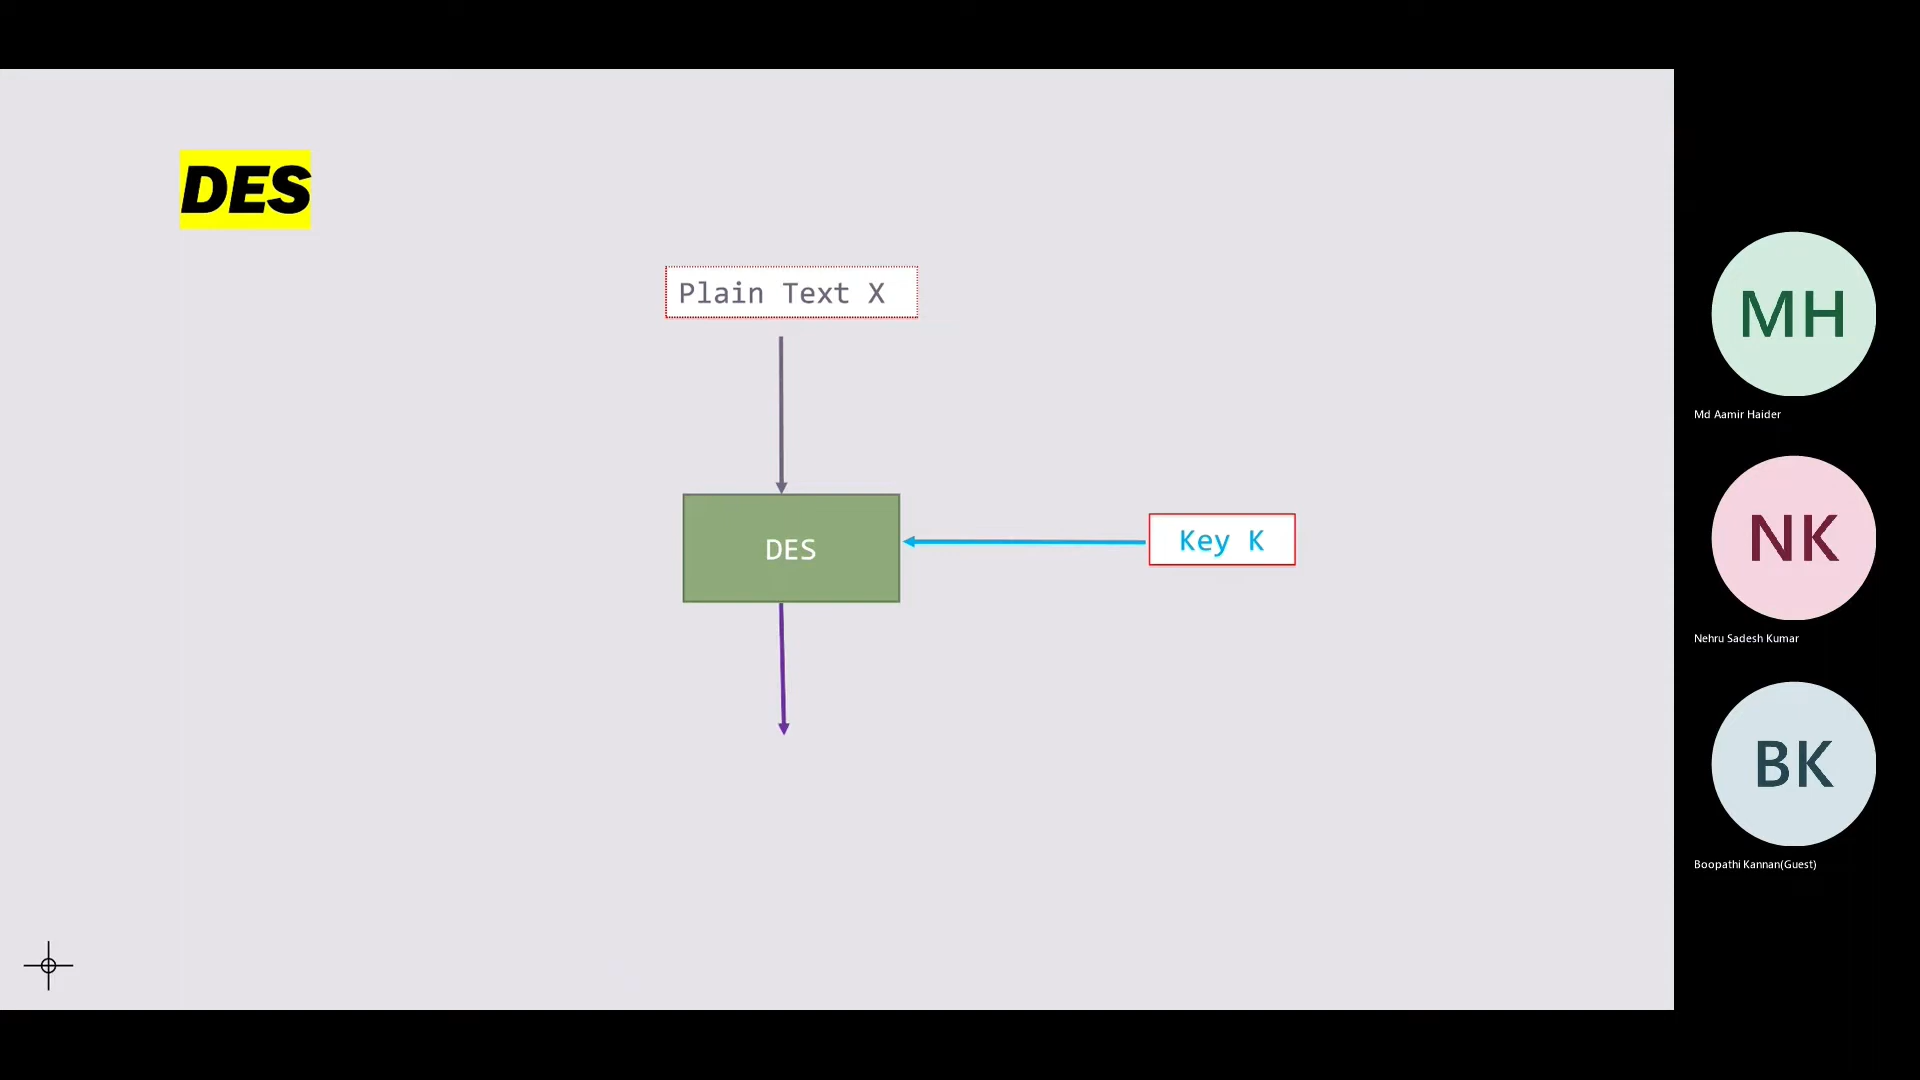 DES
Plain Text X
DES
Key K
MH
Md Aamir Haider
NK
Nehru Sadesh Kumar
BK
Boopathi Kannan(Guest)